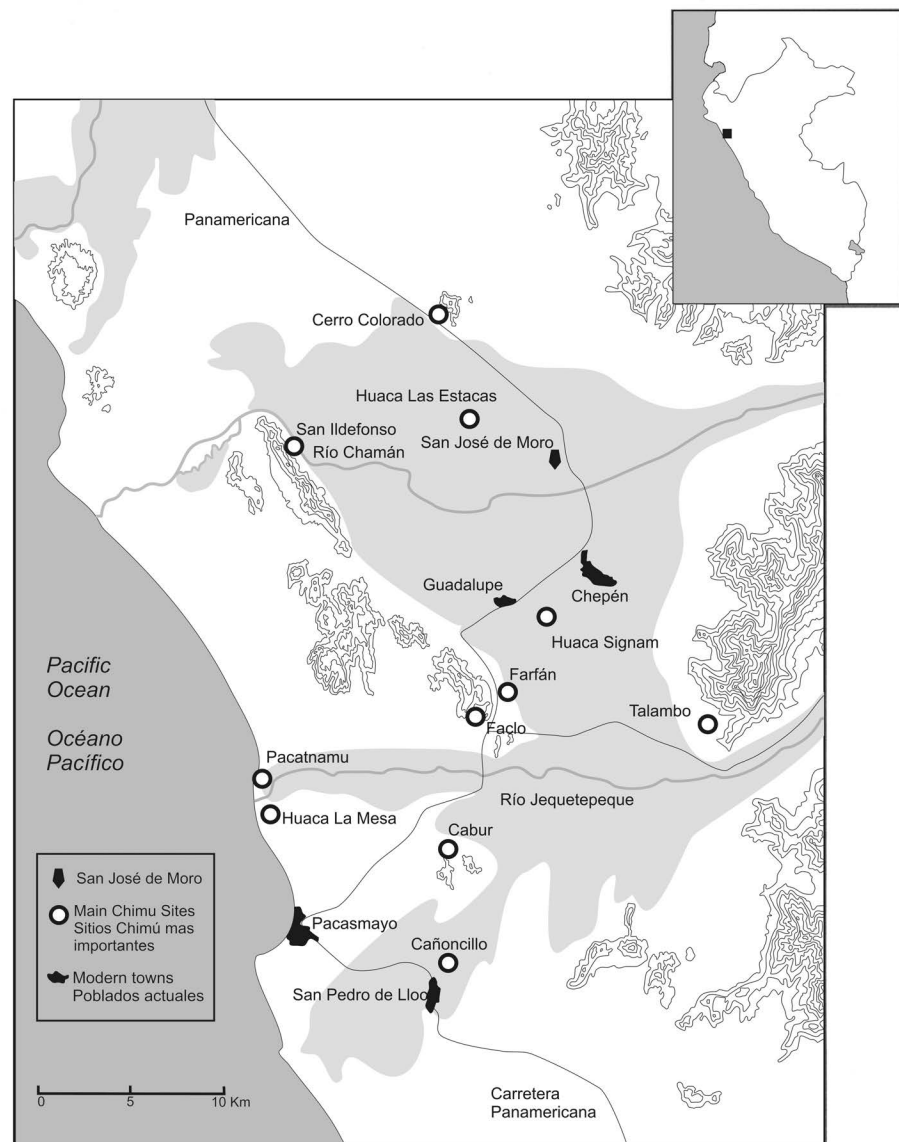 Panamericana
Cerro Colorado
Huaca Las Estacas
San Ildefonso
San José de Moro
Río Chamán
Guadalupe
Chepén
Huaca Signam
Farfán
Faclo
Talambo
Pacific
Ocean
Océano
Pacífico
Pacatnamu
Río Jequetepeque
Huaca La Mesa
Cabur
San José de Moro
Main Chimu Sites
Sitios Chimú mas
importantes
Modern towns
Poblados actuales
Pacasmayo
Cañoncillo
San Pedro de Lloc
0 5 10 Km
Carretera
Panamericana